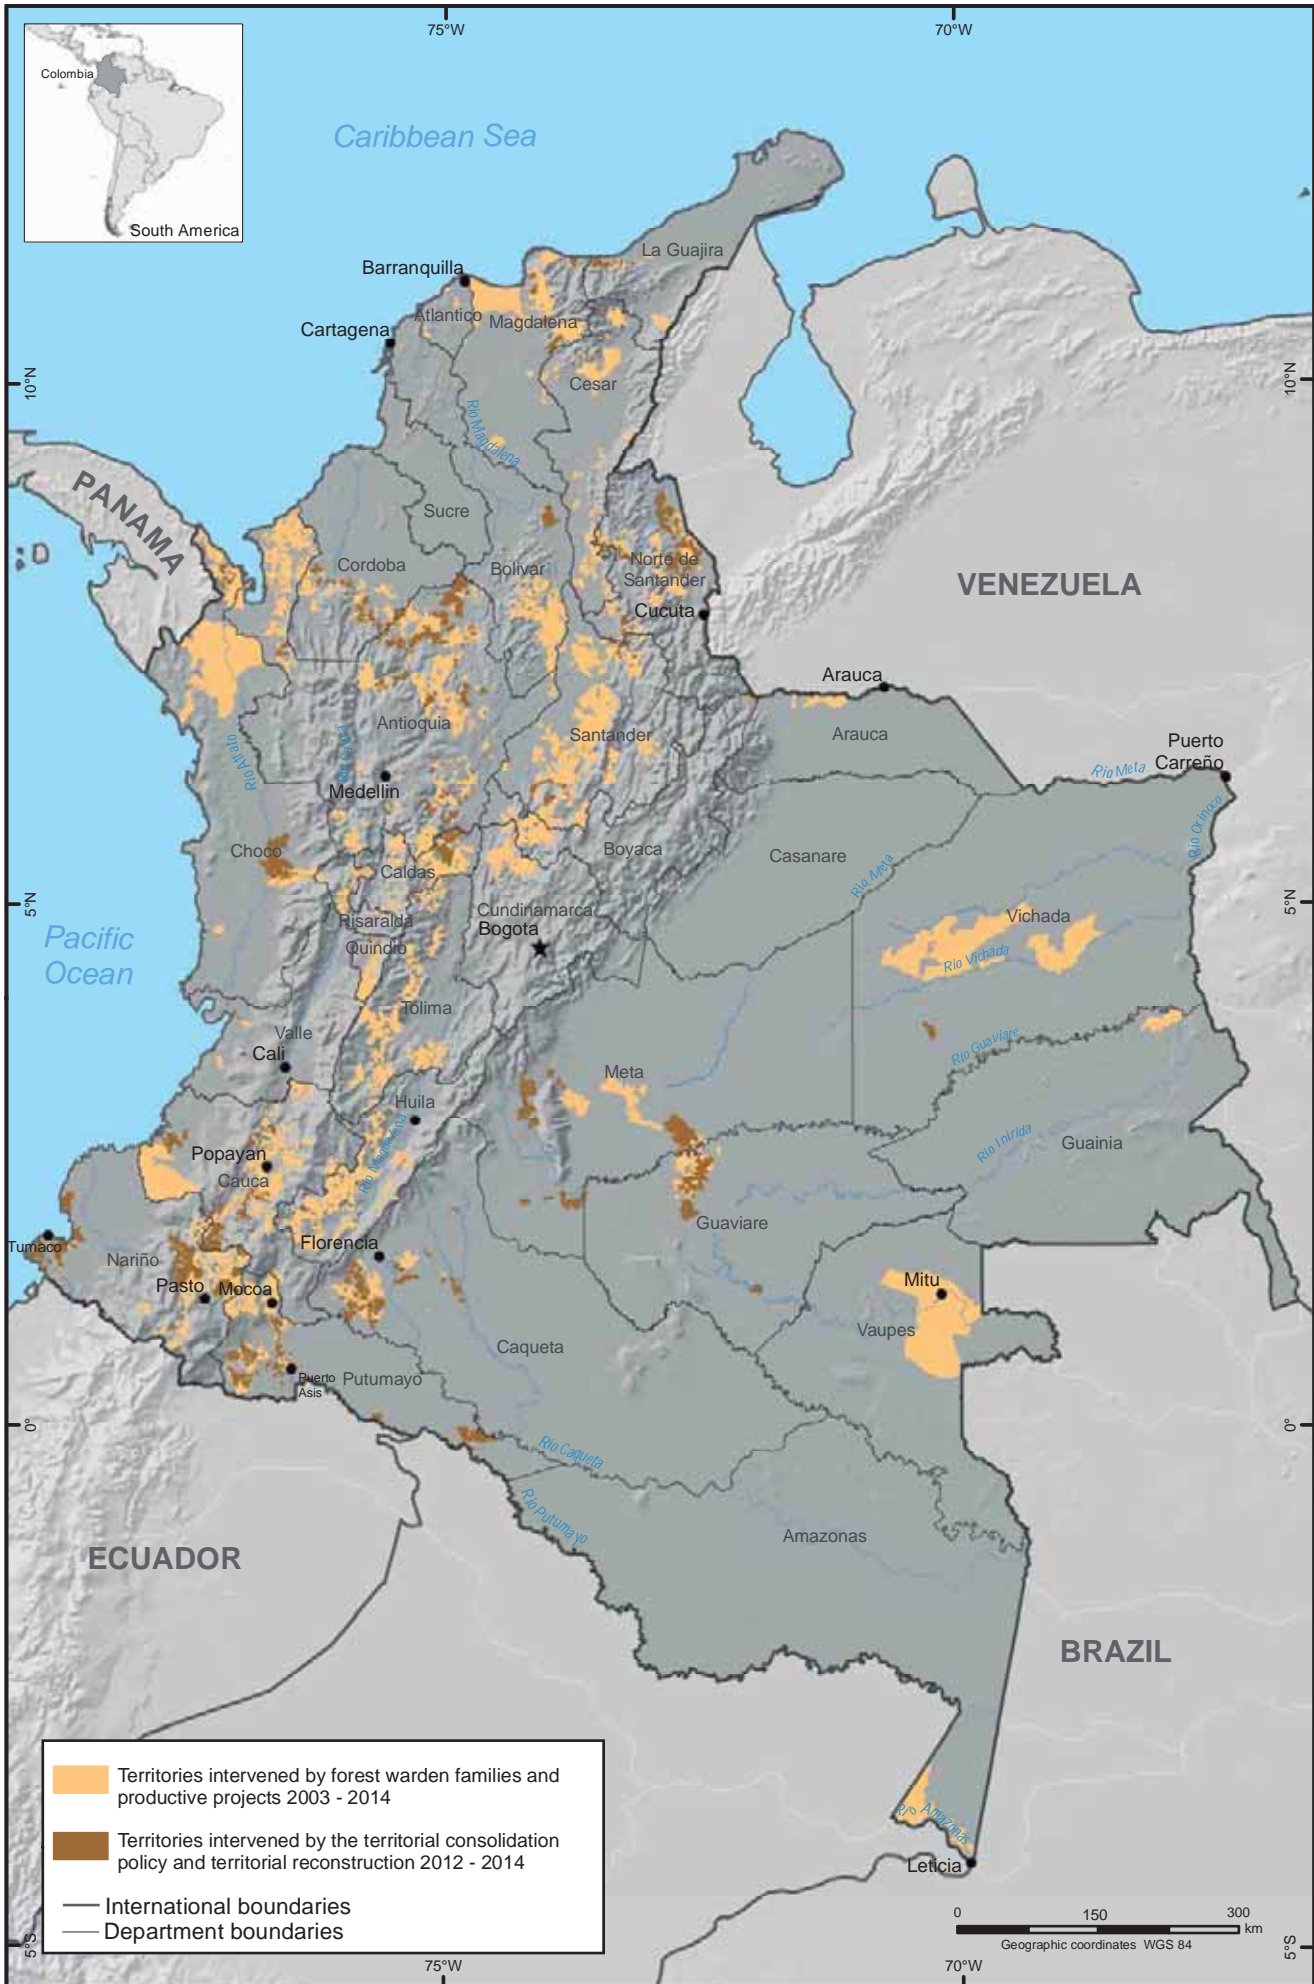 75°W
70°W
Colombia
South America
Caribbean Sea
La Guajira
Barranquilla
Atlantico
Magdalena
Cartagena
10°N
10°N
Cesar
Rio Magdalena
PANAMA
Sucre
Cordoba
Bolivar
Norte de
Santander
VENEZUELA
Cucuta
Arauca
Antioquia
Santander
Arauca
Puerto
Carreño
Rio Meta
Rio Atrato
Medellin
Rio Orinoco
Choco
Boyaca
Casanare
Caldas
Rio Meta
5°N
5°N
Risaralda
Cundinamarca
Vichada
Bogota
Quindio
Pacific
Ocean
Rio Vichada
Tolima
Valle
Cali
Rio Guaviare
Meta
Huila
Rio Magdalena
Rio Inirida
Guainia
Popayan
Cauca
Guaviare
Tumaco
Nariño
Florencia
Pasto
Mocoa
Mitu
Vaupes
Caqueta
Puerto
Asis
Putumayo
0°
0°
Rio Caqueta
Rio Putumayo
Amazonas
ECUADOR
BRAZIL
Territories intervened by forest warden families and
productive projects 2003 - 2014
Territories intervened by the territorial consolidation
policy and territorial reconstruction 2012 - 2014
International boundaries
Department boundaries
Rio Amazonas
Leticia
0 150 300
km
Geographic coordinates WGS 84
5°S
5°S
75°W
70°W